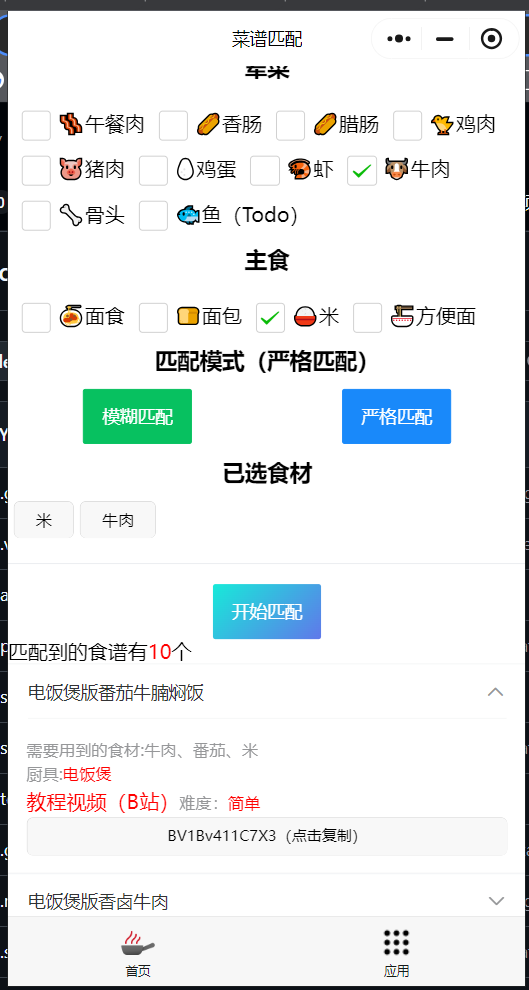 菜谱匹配
荤菜
午餐肉 香肠 腊肠 鸡肉
猪肉 鸡蛋 虾 牛肉
骨头 鱼（Todo）
主食
面食 面包 米 方便面
匹配模式（严格匹配）
模糊匹配 严格匹配
已选食材
米 牛肉
开始匹配
匹配到的食谱有10个
电饭煲版番茄牛腩焖饭
需要用到的食材:牛肉、番茄、米
厨具:电饭煲
教程视频（B站）难度：简单
BV1Bv411C7X3（点击复制）
电饭煲版香卤牛肉
首页 应用